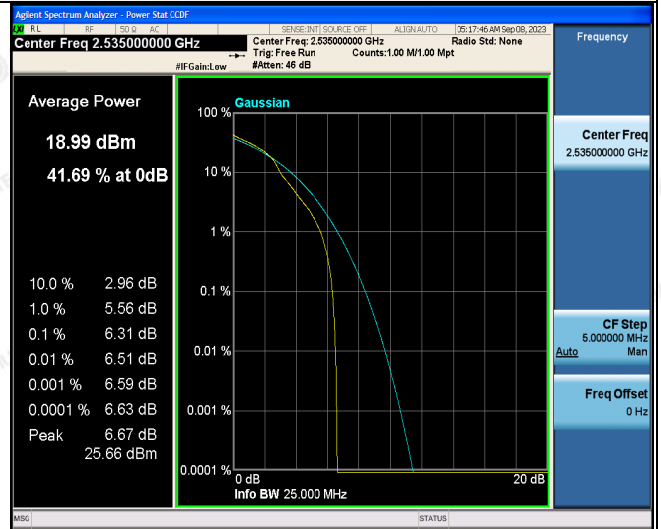 Agilent Spectrum Analyzer - Power Stat CCDF
LXI RL RF 50 Ω AC SENSE:INT SOURCE OFF ALIGN AUTO 05:17:46 AM Sep 08, 2023
Center Freq 2.535000000 GHz
Center Freq: 2.535000000 GHz Radio Std: None
Trig: Free Run Counts:1.00 M/1.00 Mpt
#IFGain:Low #Atten: 46 dB
Frequency
Average Power
18.99 dBm
41.69 % at 0dB
10.0 % 2.96 dB
1.0 % 5.56 dB
0.1 % 6.31 dB
0.01 % 6.51 dB
0.001 % 6.59 dB
0.0001 % 6.63 dB
Peak 6.67 dB
25.66 dBm
Gaussian
100 %
10 %
1 %
0.1 %
0.01 %
0.001 %
0.0001 %
0 dB 20 dB
Info BW 25.000 MHz
Center Freq
2.535000000 GHz
CF Step
5.000000 MHz
Auto Man
Freq Offset
0 Hz
MSG STATUS